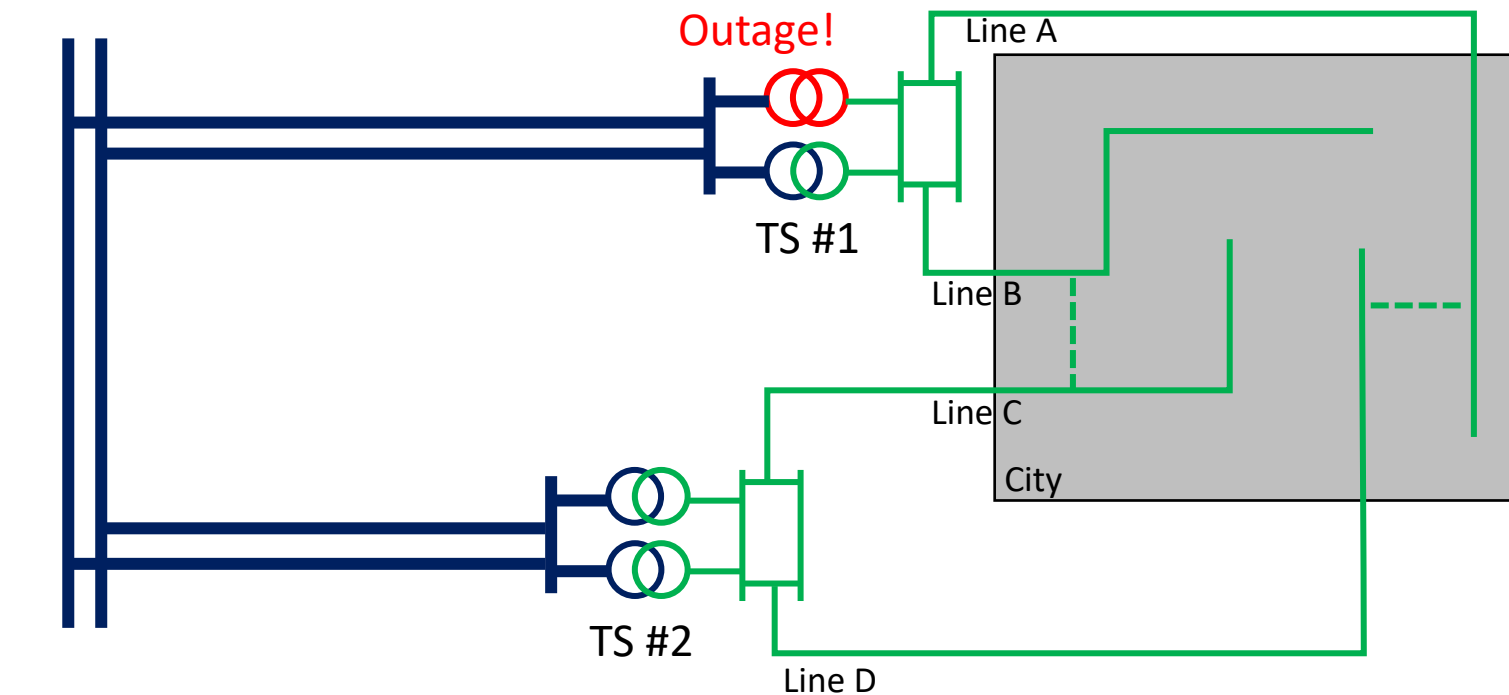 Outage!
Line A
TS #1
Line B
Line C
City
TS #2
Line D